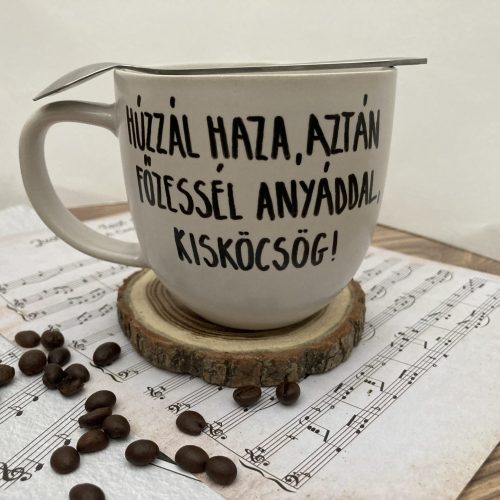 HÚZZÁL HAZA, AZTÁN
FŐZESSÉL ANYÁDDAL,
KISKÖCSÖG!